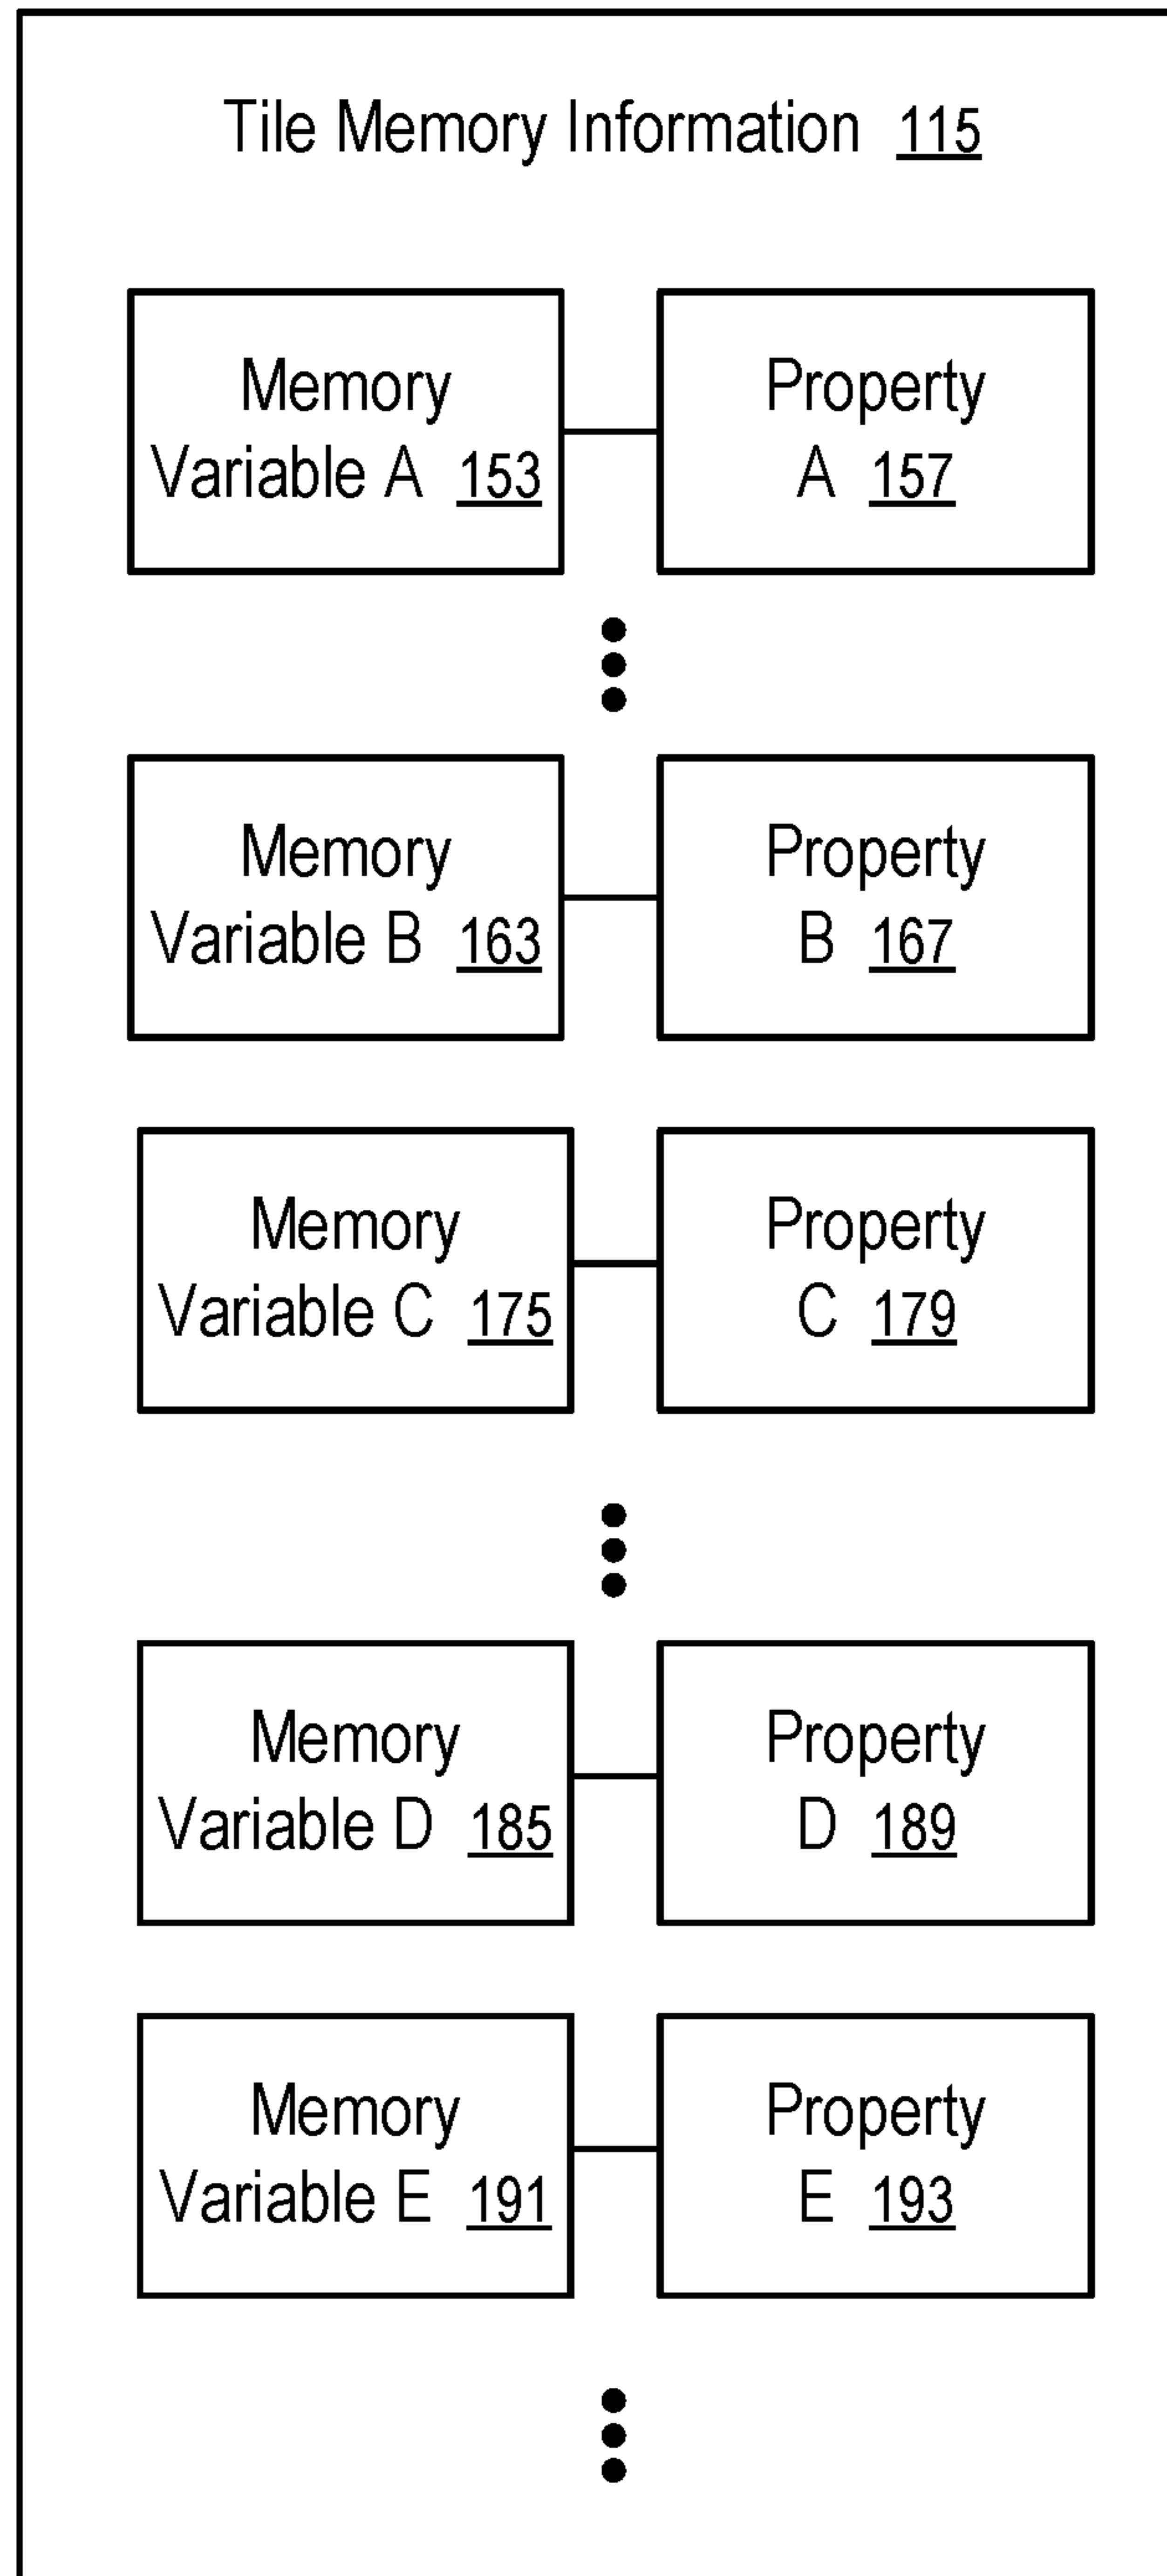 Tile Memory Information 115
Memory
Variable A 153
Property
A 157
Memory
Variable B 163
Property
B 167
Memory
Variable C 175
Property
C 179
Memory
Variable D 185
Property
D 189
Memory
Variable E 191
Property
E 193